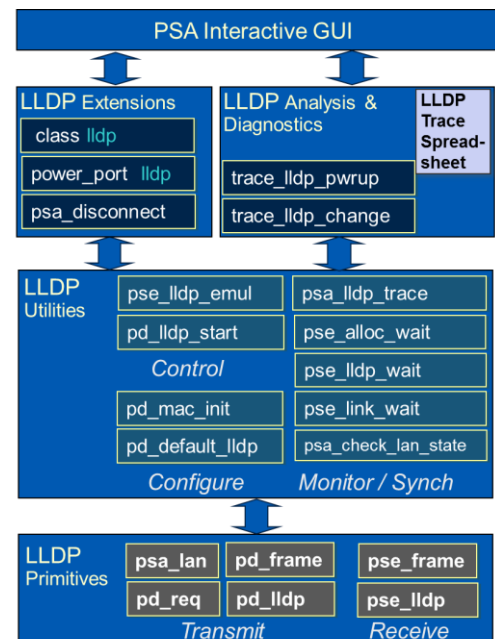 PSA Interactive GUI
LLDP Extensions
class lldp
power_port lldp
psa_disconnect
LLDP Analysis &
Diagnostics
trace_lldp_pwrup
trace_lldp_change
LLDP
Trace
Spread-
sheet
LLDP
Utilities
pse_lldp_emul
pd_lldp_start
Control
pd_mac_init
pd_default_lldp
Configure
psa_lldp_trace
pse_alloc_wait
pse_lldp_wait
pse_link_wait
psa_check_lan_state
Monitor / Synch
LLDP
Primitives
psa_lan
pd_frame
pd_req
pd_lldp
Transmit
pse_frame
pse_lldp
Receive